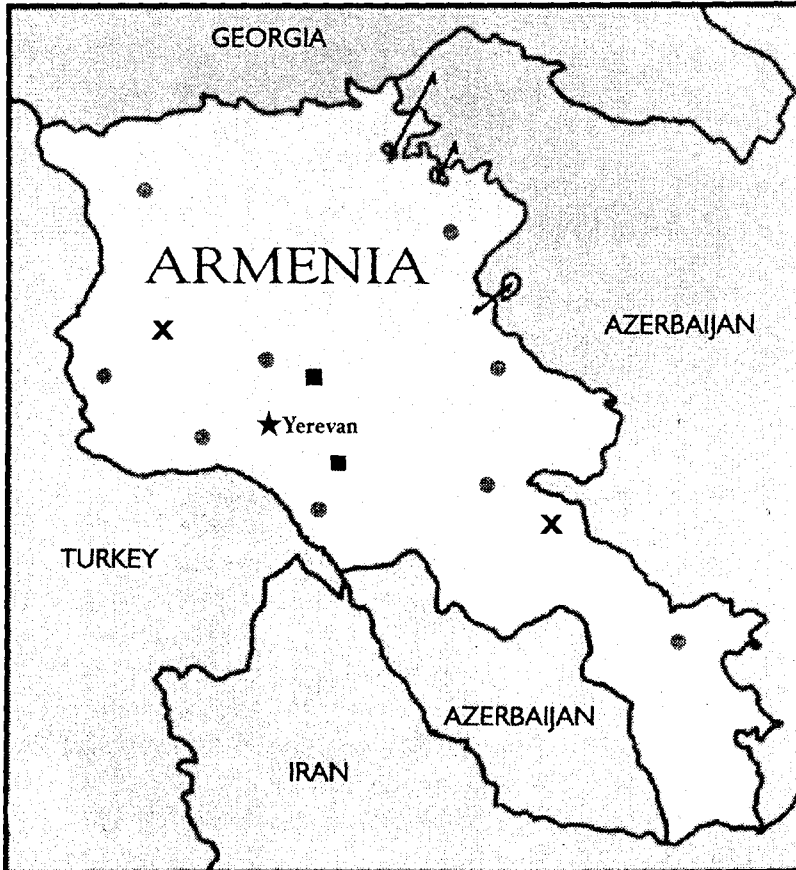 GEORGIA
ARMENIA
AZERBAIJAN
X
Yerevan
X
TURKEY
AZERBAIJAN
IRAN